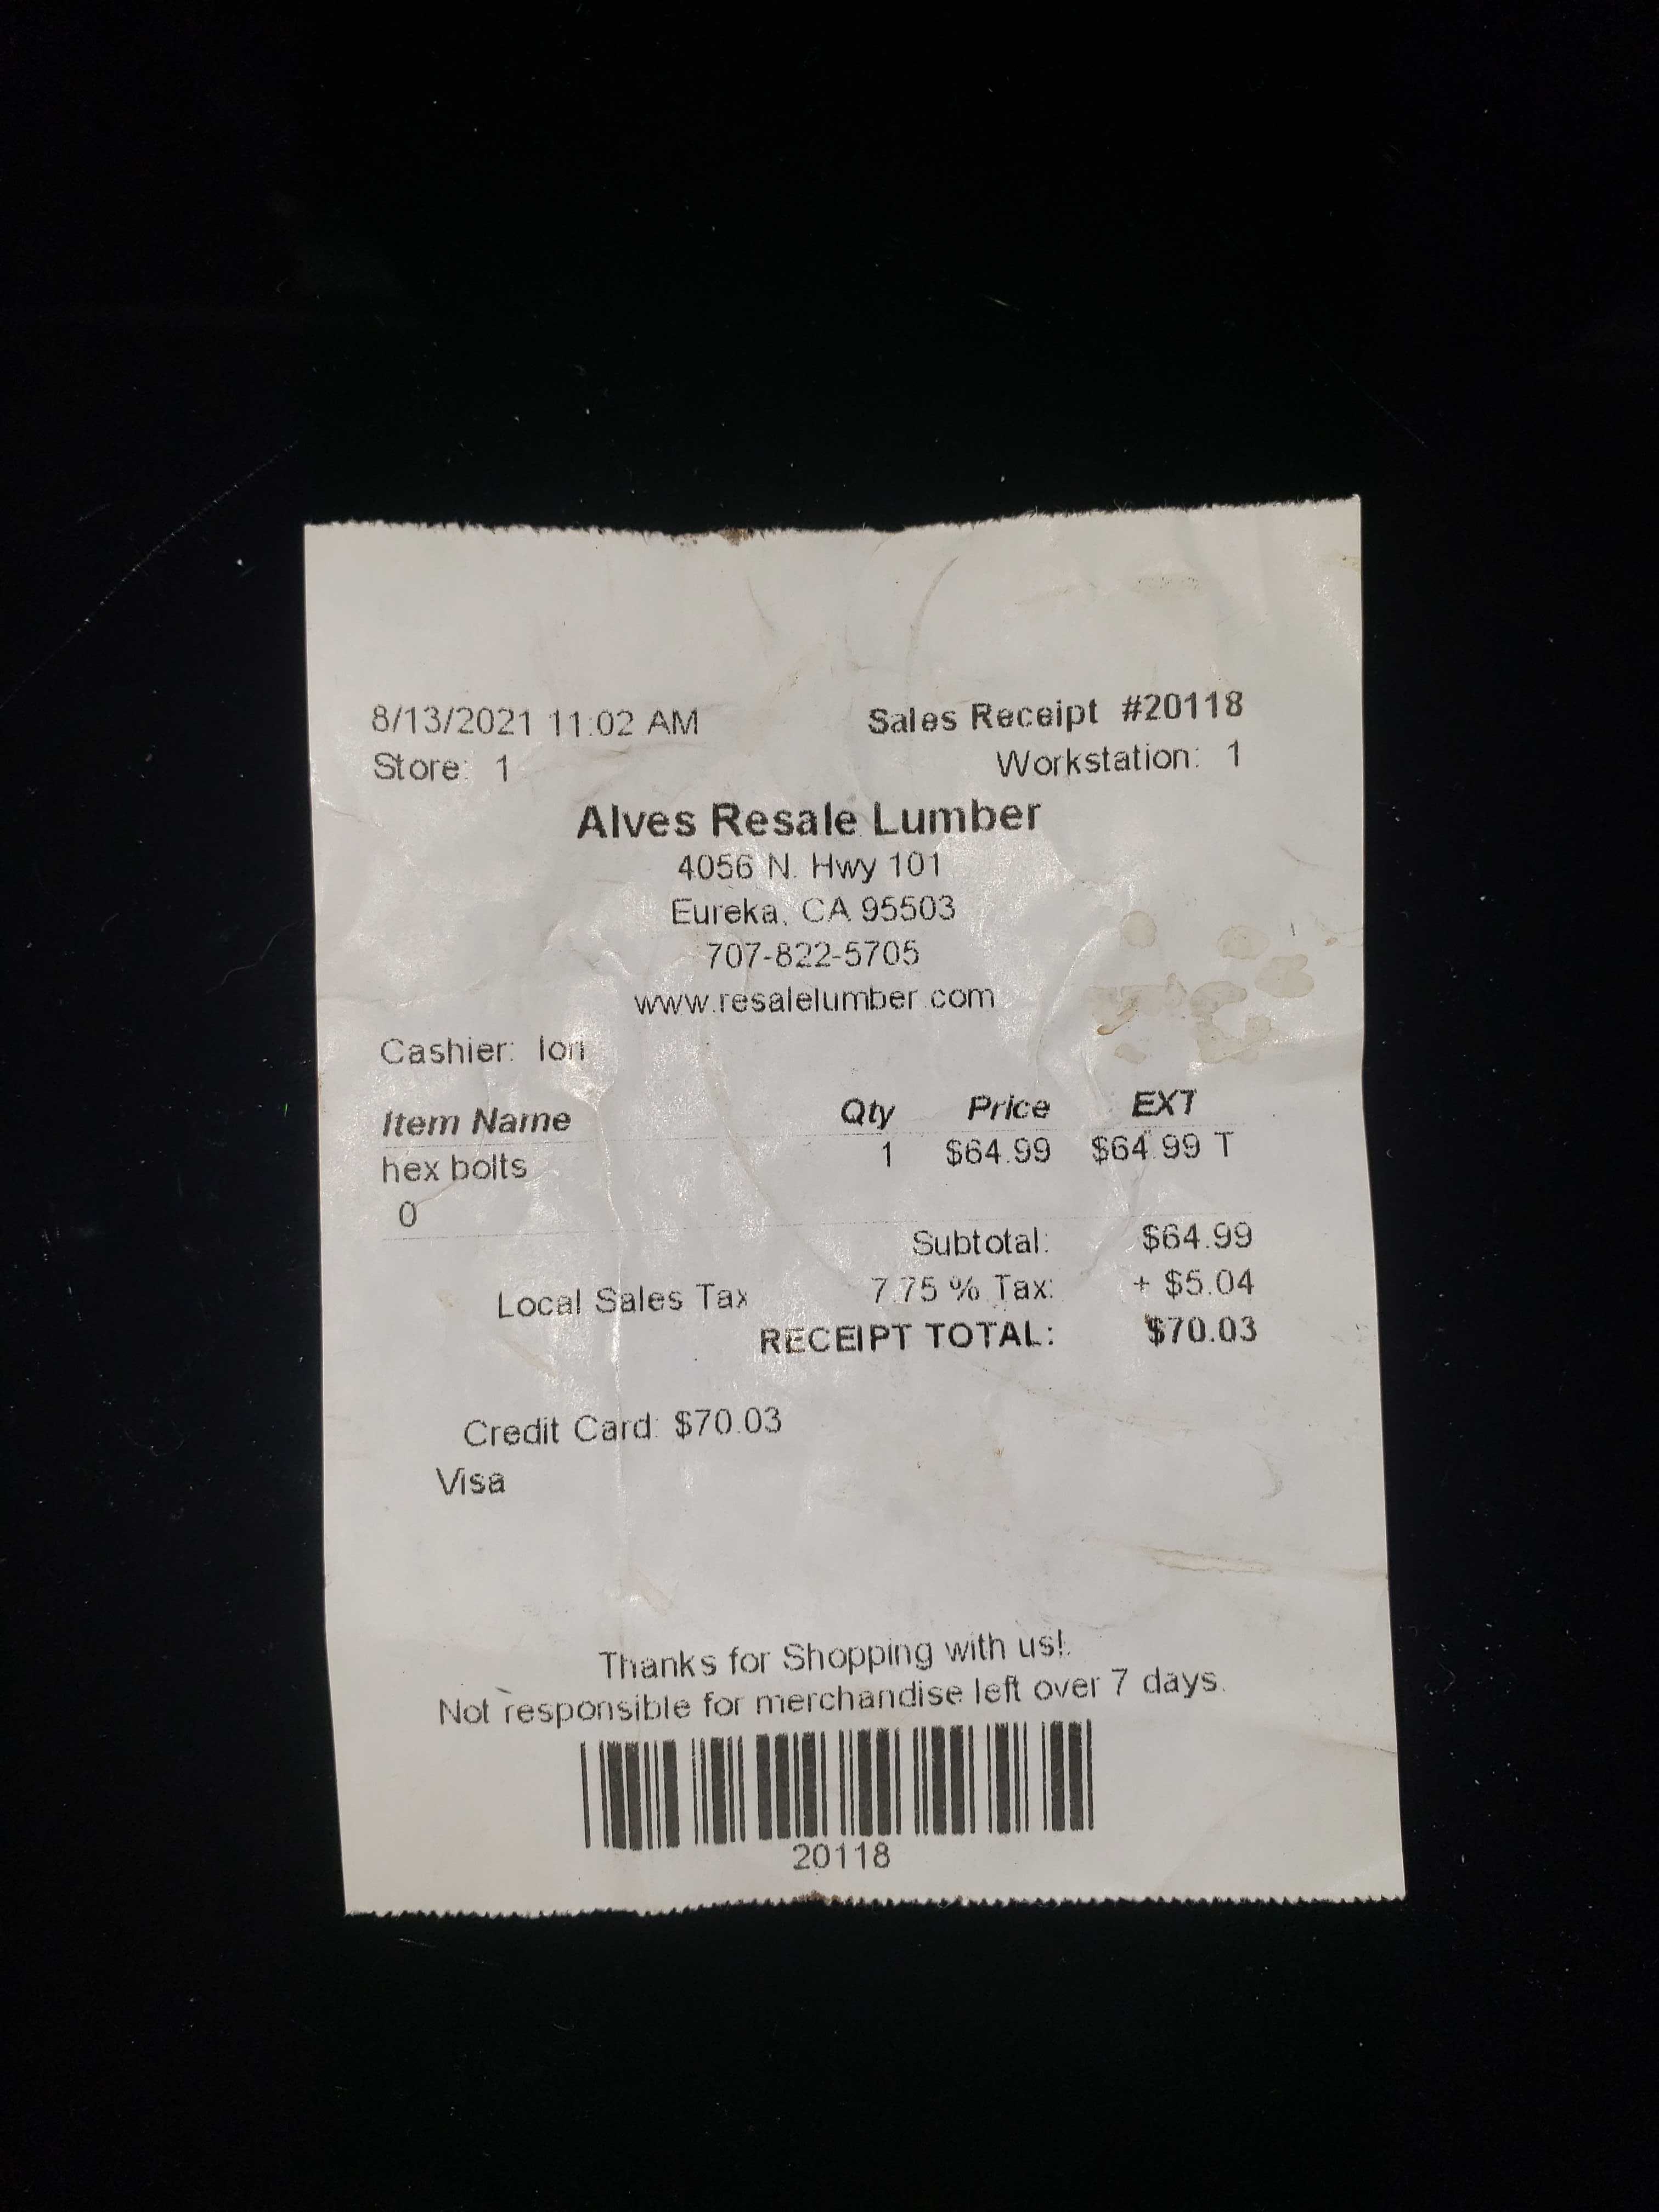 8/13/2021 11:02 AM Sales Receipt #20118
Store: 1 Workstation: 1
Alves Resale Lumber
4056 N. Hwy 101
Eureka, CA 95503
707-822-5705
www.resalelumber.com
Cashier: lori
Item Name Qty Price EXT
hex bolts 1 $64.99 $64.99 T
0
Subtotal: $64.99
Local Sales Tax 7.75 % Tax: + $5.04
RECEIPT TOTAL: $70.03
Credit Card: $70.03
Visa
Thanks for Shopping with us!
Not responsible for merchandise left over 7 days.
20118